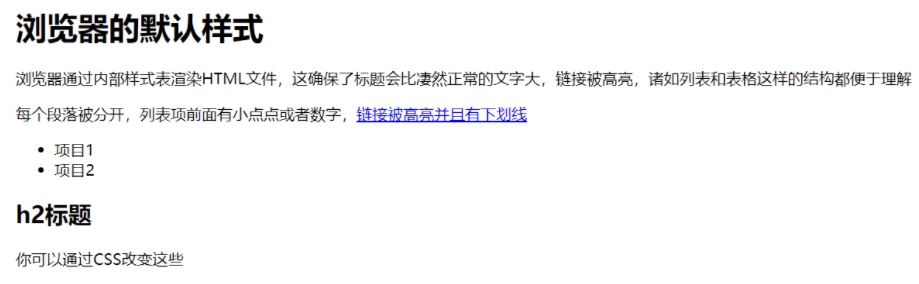 浏览器的默认样式
浏览器通过内部样式表渲染HTML文件，这确保了标题会比凄然正常的文字大，链接被高亮，诸如列表和表格这样的结构都便于理解
每个段落被分开，列表项前面有小点点或者数字，链接被高亮并且有下划线
项目1
项目2
h2标题
你可以通过CSS改变这些